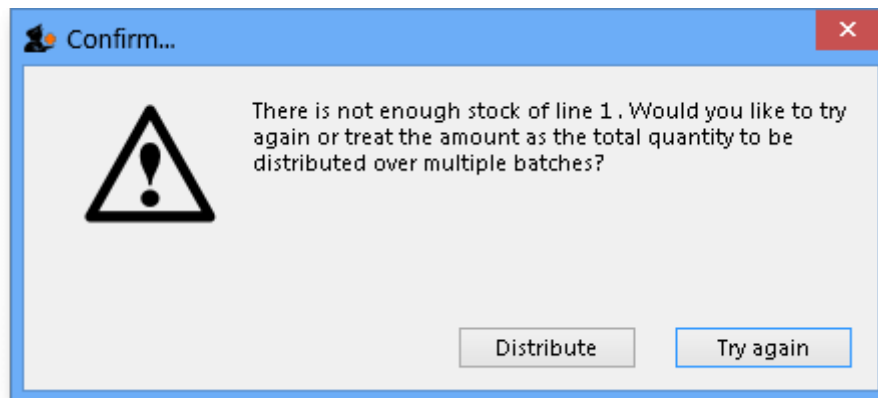 Confirm...
There is not enough stock of line 1 . Would you like to try
again or treat the amount as the total quantity to be
distributed over multiple batches?
Distribute
Try again